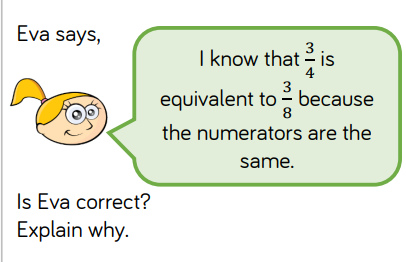 Eva says,
I know that 3/4 is
equivalent to 3/8 because
the numerators are the
same.
Is Eva correct?
Explain why.